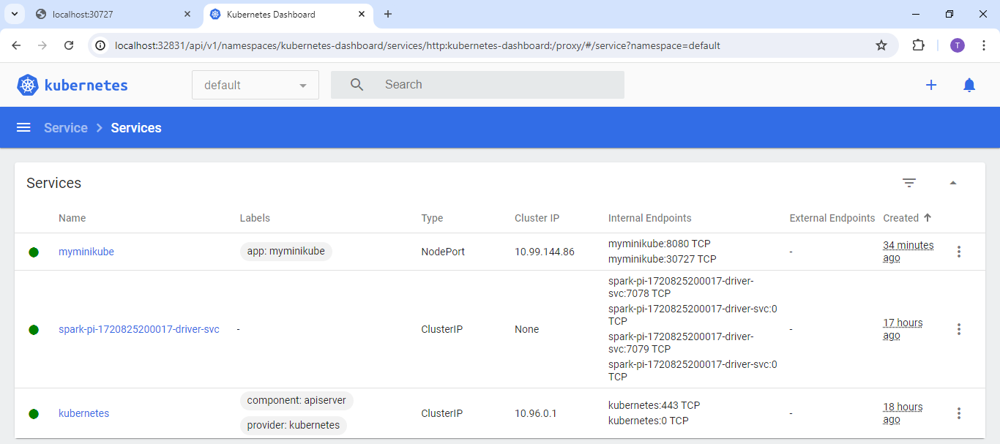 localhost:30727
Kubernetes Dashboard
localhost:32831/api/v1/namespaces/kubernetes-dashboard/services/http:kubernetes-dashboard:/proxy/#/service?namespace=default
T
kubernetes
default
Search
Service > Services
Services
Name Labels Type Cluster IP Internal Endpoints External Endpoints Created
myminikube app: myminikube NodePort 10.99.144.86 myminikube:8080 TCP - 34 minutes
myminikube:30727 TCP ago
spark-pi-1720825200017-driver-
svc:7078 TCP
spark-pi-1720825200017-driver-svc:0
TCP
spark-pi-1720825200017-driver-svc - ClusterIP None - 17 hours
ago
spark-pi-1720825200017-driver-
svc:7079 TCP
spark-pi-1720825200017-driver-svc:0
TCP
component: apiserver
kubernetes provider: kubernetes ClusterIP 10.96.0.1 kubernetes:443 TCP - 18 hours
kubernetes:0 TCP ago